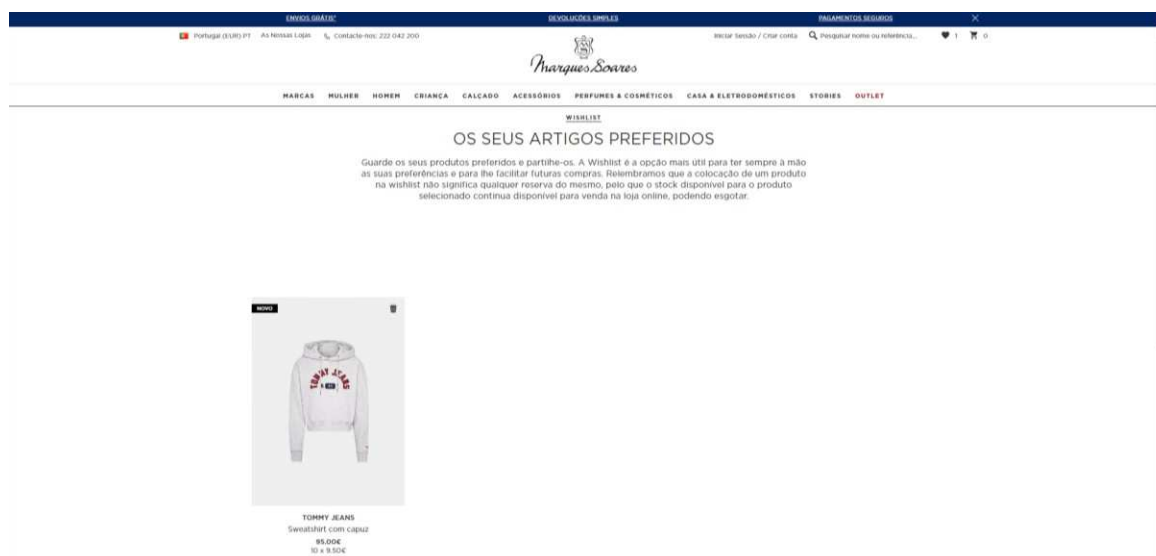 ENVIOS GRÁTIS*
DEVOLUÇÕES SIMPLES
PAGAMENTOS SEGUROS
Portugal (EUR) PT
As Nossas Lojas
Contacte-nos: 222 042 200
Iniciar Sessão / Criar conta
Pesquisar nome ou referência...
1
0
Marques Soares
MARCAS MULHER HOMEM CRIANÇA CALÇADO ACESSÓRIOS PERFUMES & COSMÉTICOS CASA & ELETRODOMÉSTICOS STORIES OUTLET
WISHLIST
OS SEUS ARTIGOS PREFERIDOS
Guarde os seus produtos preferidos e partilhe-os. A Wishlist é a opção mais útil para ter sempre à mão
as suas preferências e para lhe facilitar futuras compras. Relembramos que a colocação de um produto
na wishlist não significa qualquer reserva do mesmo, pelo que o stock disponível para o produto
selecionado continua disponível para venda na loja online, podendo esgotar.
NOVO
TOMMY JEANS
TOMMY JEANS
Sweatshirt com capuz
95,00€
10 x 9,50€